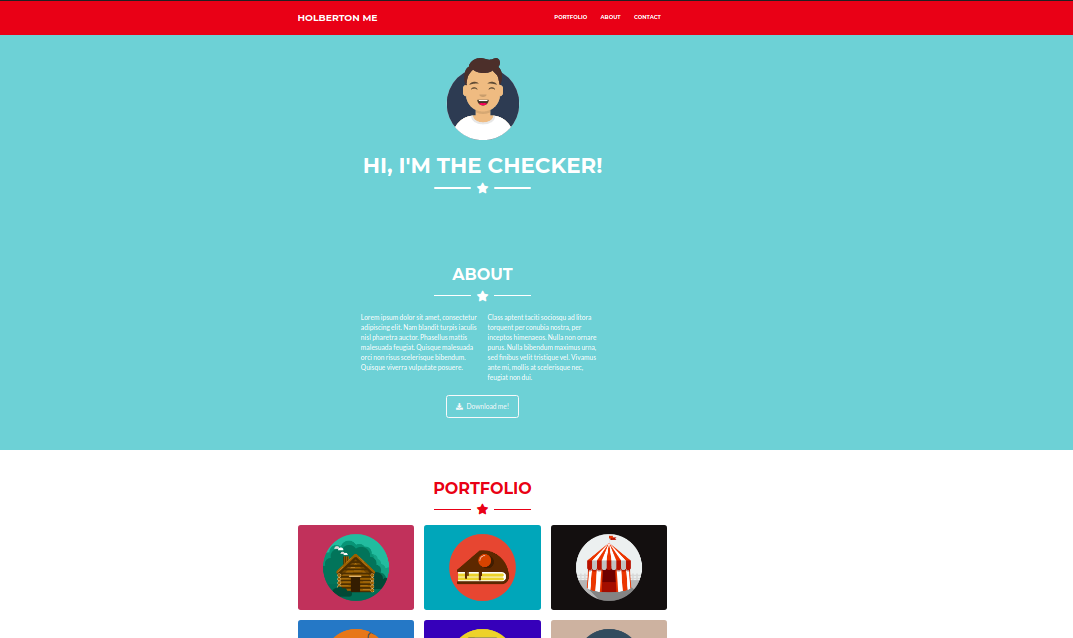 HOLBERTON ME
PORTFOLIO ABOUT CONTACT
HI, I'M THE CHECKER!
ABOUT
Lorem ipsum dolor sit amet, consectetur
adipiscing elit. Nam blandit turpis iaculis
nisl pharetra auctor. Phasellus mattis
malesuada feugiat. Quisque malesuada
orci non risus scelerisque bibendum.
Quisque viverra vulputate posuere.
Class aptent taciti sociosqu ad litora
torquent per conubia nostra, per
inceptos himenaeos. Nulla non ornare
purus. Nulla bibendum maximus urna,
sed finibus velit tristique vel. Vivamus
ante mi, mollis at scelerisque nec,
feugiat non dui.
Download me!
PORTFOLIO